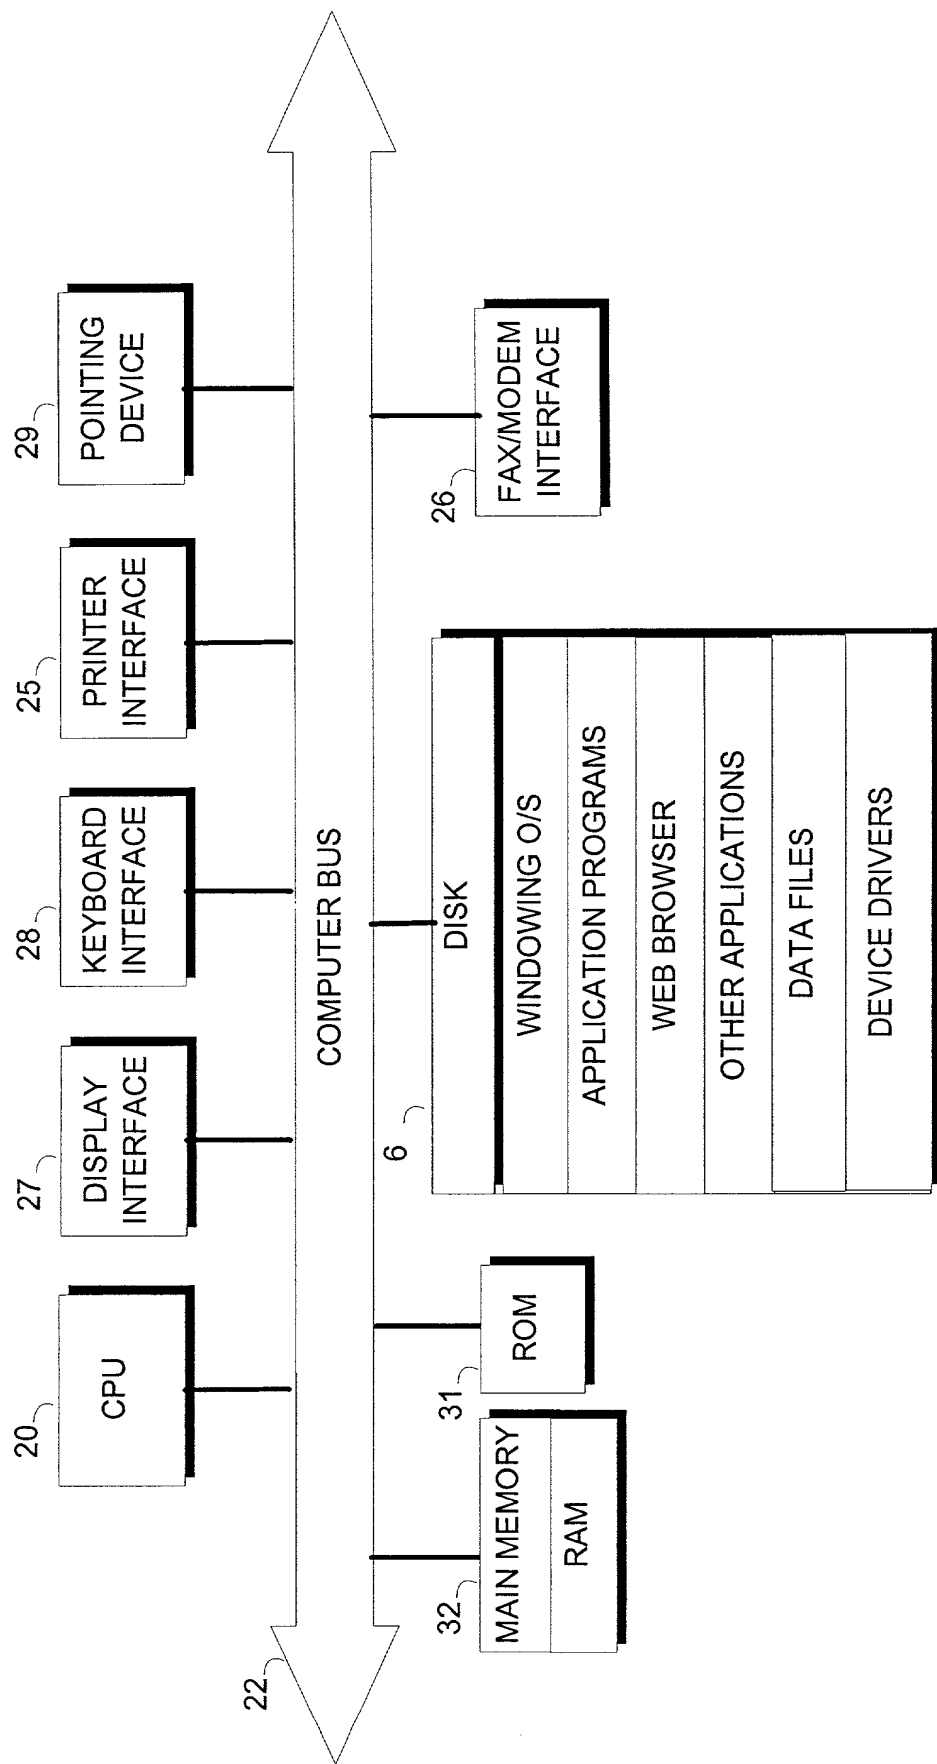 20
CPU
27
DISPLAY
INTERFACE
28
KEYBOARD
INTERFACE
25
PRINTER
INTERFACE
29
POINTING
DEVICE
22
COMPUTER BUS
32
MAIN MEMORY
RAM
31
ROM
6
DISK
WINDOWING O/S
APPLICATION PROGRAMS
WEB BROWSER
OTHER APPLICATIONS
DATA FILES
DEVICE DRIVERS
26
FAX/MODEM
INTERFACE